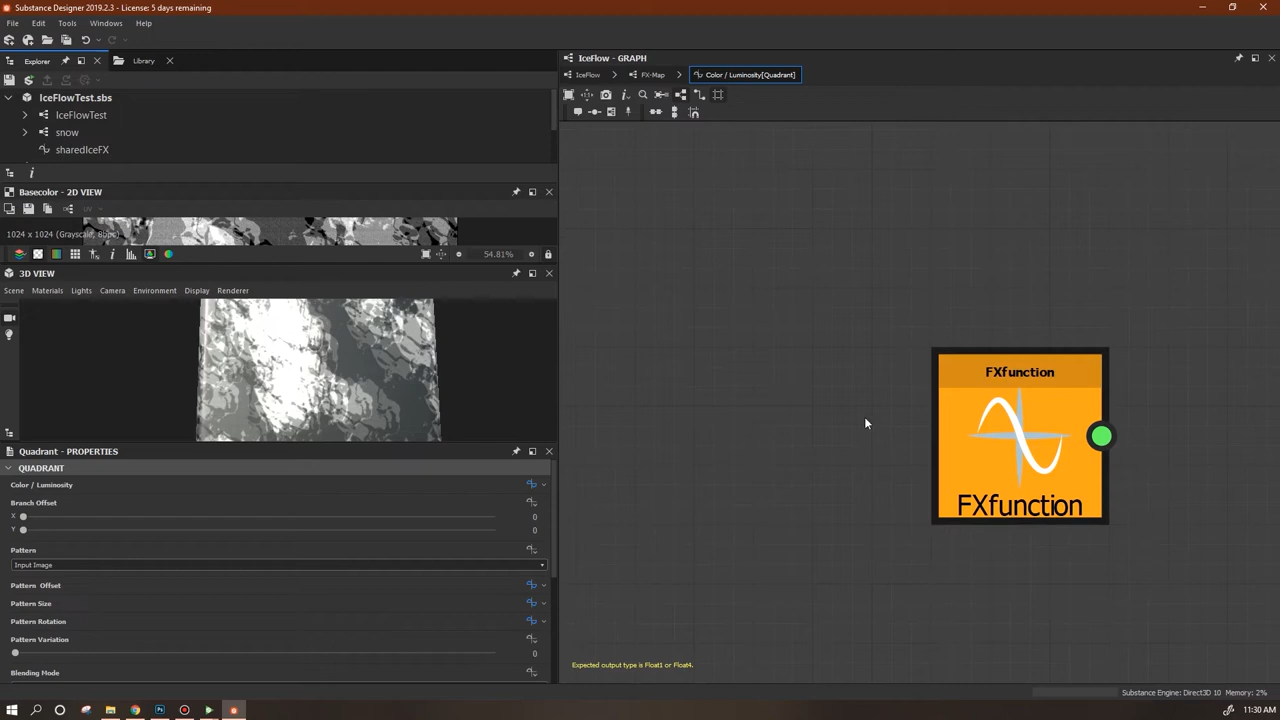 Substance Designer 2019.2.3 - License: 5 days remaining
File Edit Tools Windows Help
Explorer
Library
IceFlowTest.sbs
IceFlowTest
snow
sharedIceFX
Basecolor - 2D VIEW
UV
1024 x 1024 (Grayscale, 8bpc)
54.81%
3D VIEW
Scene Materials Lights Camera Environment Display Renderer
Quadrant - PROPERTIES
QUADRANT
Color / Luminosity
Branch Offset
X 0
Y 0
Pattern
Input Image
Pattern Offset
Pattern Size
Pattern Rotation
Pattern Variation
0
Blending Mode
IceFlow - GRAPH
IceFlow FX-Map Color / Luminosity[Quadrant]
FXfunction
FXfunction
Expected output type is Float1 or Float4.
Substance Engine: Direct3D 10 Memory: 2%
11:30 AM